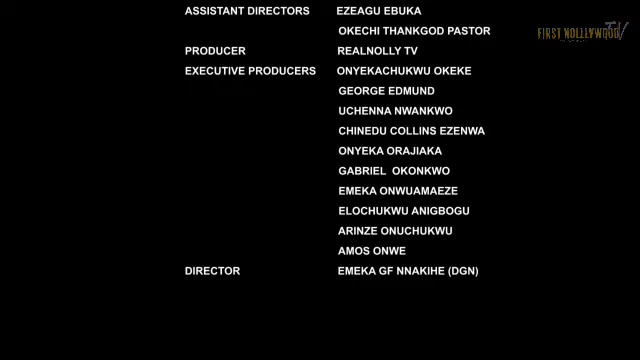 ASSISTANT DIRECTORS EZEAGU EBUKA
OKECHI THANKGOD PASTOR
PRODUCER REALNOLLY TV
EXECUTIVE PRODUCERS ONYEKACHUKWU OKEKE
GEORGE EDMUND
UCHENNA NWANKWO
CHINEDU COLLINS EZENWA
ONYEKA ORAJIAKA
GABRIEL OKONKWO
EMEKA ONWUAMAEZE
ELOCHUKWU ANIGBOGU
ARINZE ONUCHUKWU
AMOS ONWE
DIRECTOR EMEKA GF NNAKIHE (DGN)
FIRST NOLLYWOOD TV